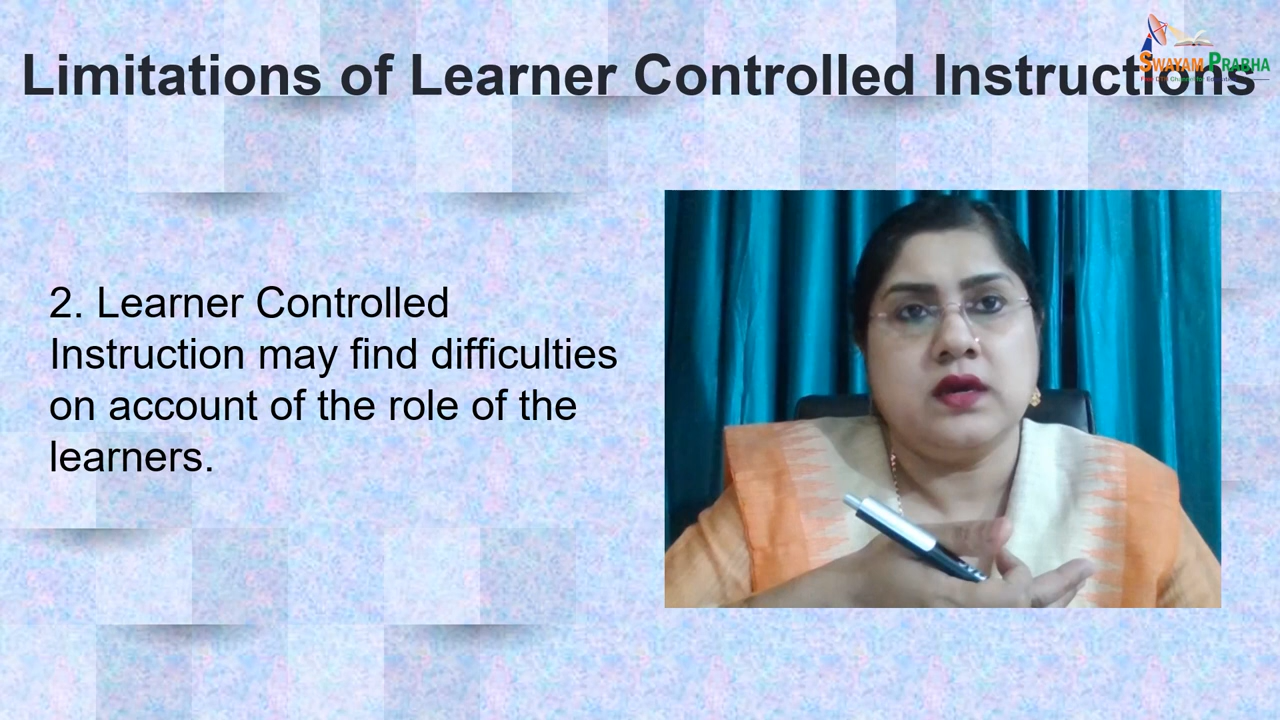 Limitations of Learner Controlled Instructions
SWAYAM PRABHA
2. Learner Controlled
Instruction may find difficulties
on account of the role of the
learners.